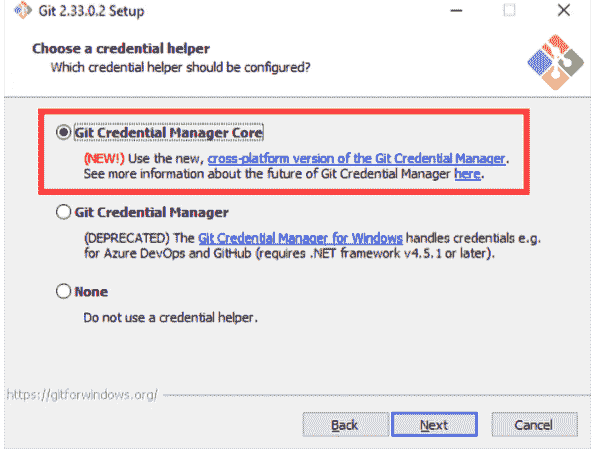 Git 2.33.0.2 Setup
Choose a credential helper
Which credential helper should be configured?
Git Credential Manager Core
(NEW!) Use the new, cross-platform version of the Git Credential Manager.
See more information about the future of Git Credential Manager here.
Git Credential Manager
(DEPRECATED) The Git Credential Manager for Windows handles credentials e.g.
for Azure DevOps and GitHub (requires .NET framework v4.5.1 or later).
None
Do not use a credential helper.
https://gitforwindows.org/
Back Next Cancel